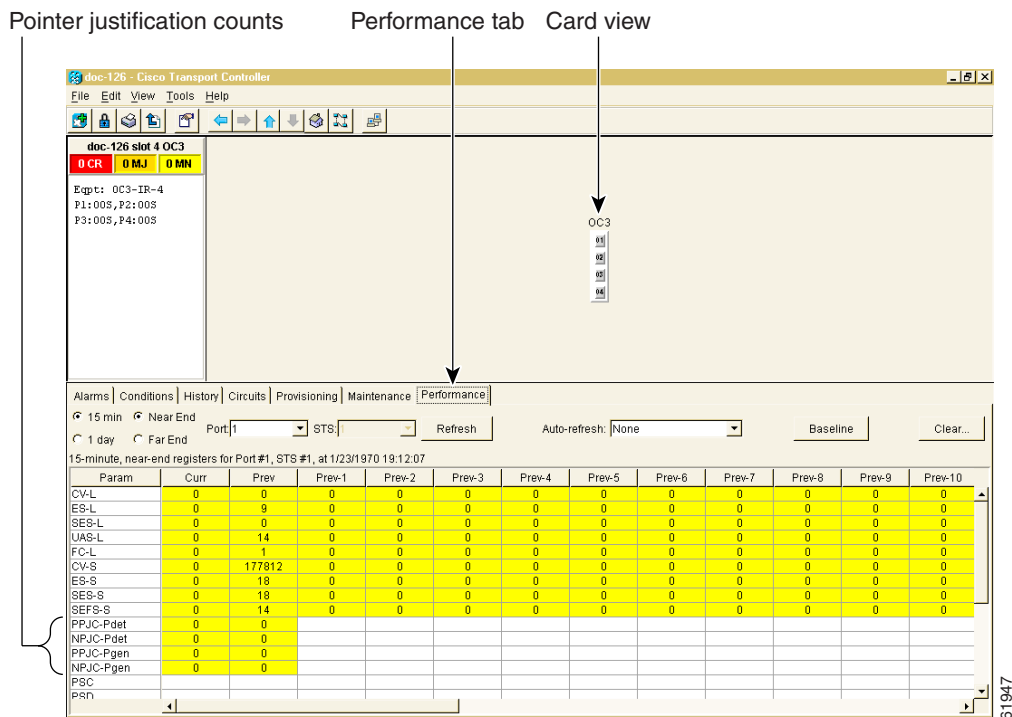 Pointer justification counts Performance tab Card view
doc-126 - Cisco Transport Controller
File Edit View Tools Help
doc-126 slot 4 OC3
0 CR 0 MJ 0 MN
Eqpt: OC3-IR-4
P1:OOS,P2:OOS
P3:OOS,P4:OOS
OC3
01
02
03
04
Alarms Conditions History Circuits Provisioning Maintenance Performance
15 min Near End
Port: 1 STS: 1 Refresh Auto-refresh: None Baseline Clear...
1 day Far End
15-minute, near-end registers for Port #1, STS #1, at 1/23/1970 19:12:07
Param Curr Prev Prev-1 Prev-2 Prev-3 Prev-4 Prev-5 Prev-6 Prev-7 Prev-8 Prev-9 Prev-10
CV-L 0 0 0 0 0 0 0 0 0 0 0 0
ES-L 0 9 0 0 0 0 0 0 0 0 0 0
SES-L 0 0 0 0 0 0 0 0 0 0 0 0
UAS-L 0 14 0 0 0 0 0 0 0 0 0 0
FC-L 0 1 0 0 0 0 0 0 0 0 0 0
CV-S 0 177812 0 0 0 0 0 0 0 0 0 0
ES-S 0 18 0 0 0 0 0 0 0 0 0 0
SES-S 0 18 0 0 0 0 0 0 0 0 0 0
SEFS-S 0 14 0 0 0 0 0 0 0 0 0 0
PPJC-Pdet 0 0
NPJC-Pdet 0 0
PPJC-Pgen 0 0
NPJC-Pgen 0 0
PSC
PSD
61947